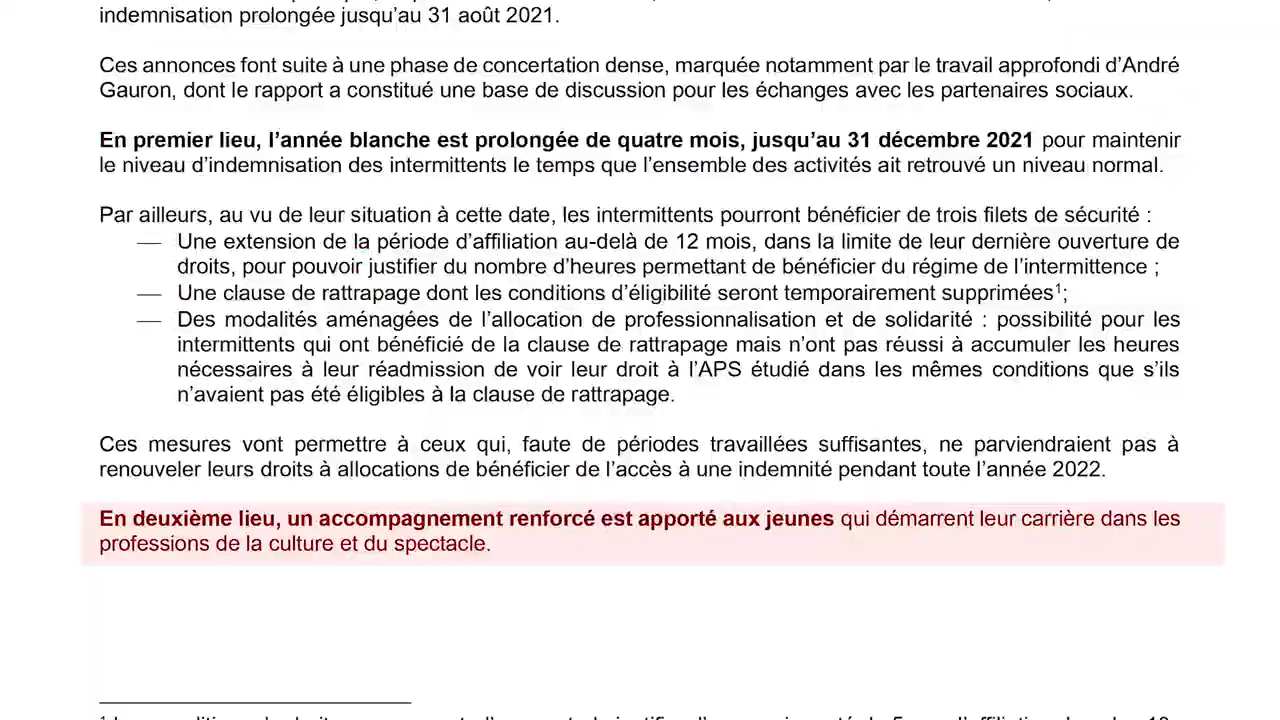 indemnisation prolongée jusqu’au 31 août 2021.
Ces annonces font suite à une phase de concertation dense, marquée notamment par le travail approfondi d’André
Gauron, dont le rapport a constitué une base de discussion pour les échanges avec les partenaires sociaux.
En premier lieu, l’année blanche est prolongée de quatre mois, jusqu’au 31 décembre 2021 pour maintenir
le niveau d’indemnisation des intermittents le temps que l’ensemble des activités ait retrouvé un niveau normal.
Par ailleurs, au vu de leur situation à cette date, les intermittents pourront bénéficier de trois filets de sécurité :
— Une extension de la période d’affiliation au-delà de 12 mois, dans la limite de leur dernière ouverture de
droits, pour pouvoir justifier du nombre d’heures permettant de bénéficier du régime de l’intermittence ;
— Une clause de rattrapage dont les conditions d’éligibilité seront temporairement supprimées¹;
— Des modalités aménagées de l’allocation de professionnalisation et de solidarité : possibilité pour les
intermittents qui ont bénéficié de la clause de rattrapage mais n’ont pas réussi à accumuler les heures
nécessaires à leur réadmission de voir leur droit à l’APS étudié dans les mêmes conditions que s’ils
n’avaient pas été éligibles à la clause de rattrapage.
Ces mesures vont permettre à ceux qui, faute de périodes travaillées suffisantes, ne parviendraient pas à
renouveler leurs droits à allocations de bénéficier de l’accès à une indemnité pendant toute l’année 2022.
En deuxième lieu, un accompagnement renforcé est apporté aux jeunes qui démarrent leur carrière dans les
professions de la culture et du spectacle.